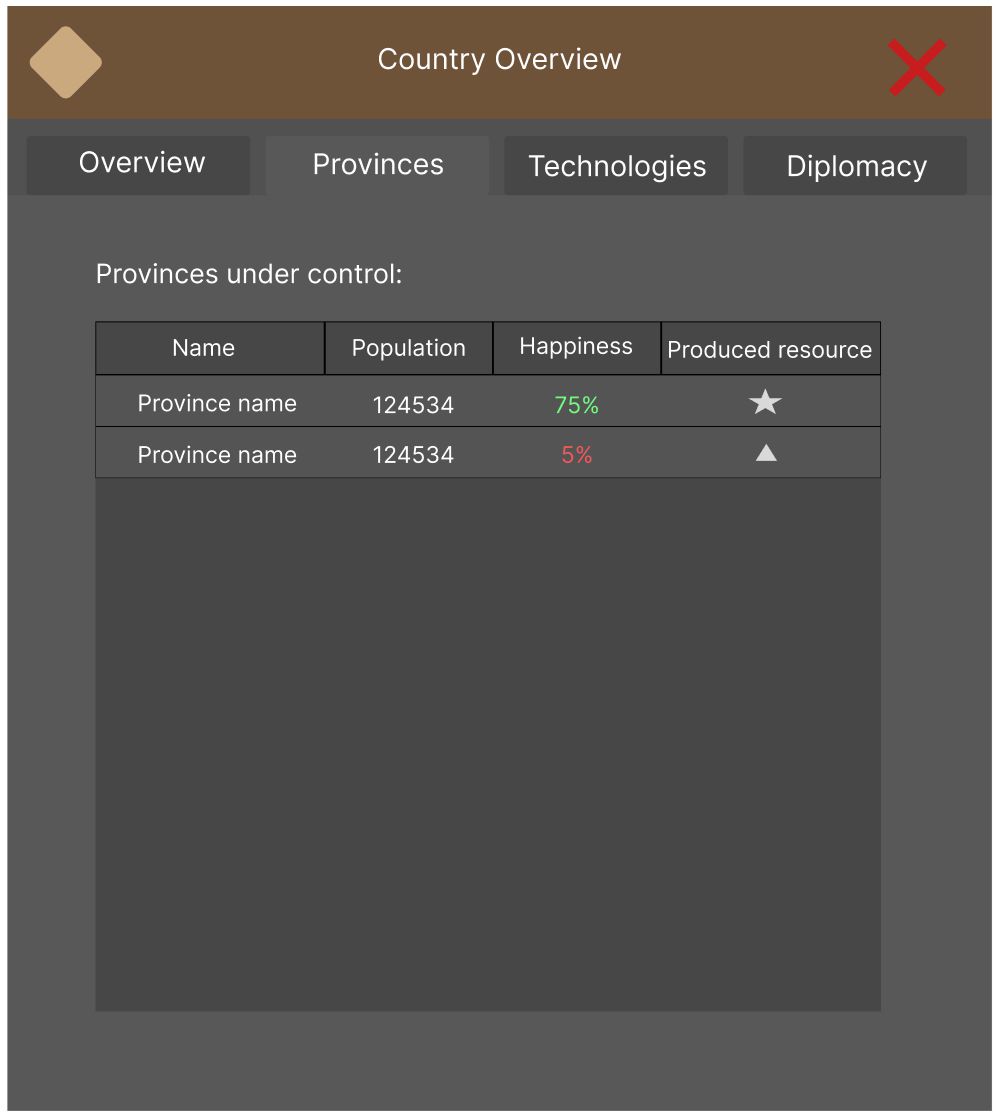 Country Overview
Overview Provinces Technologies Diplomacy
Provinces under control:
Name Population Happiness Produced resource
Province name 124534 75%
Province name 124534 5%